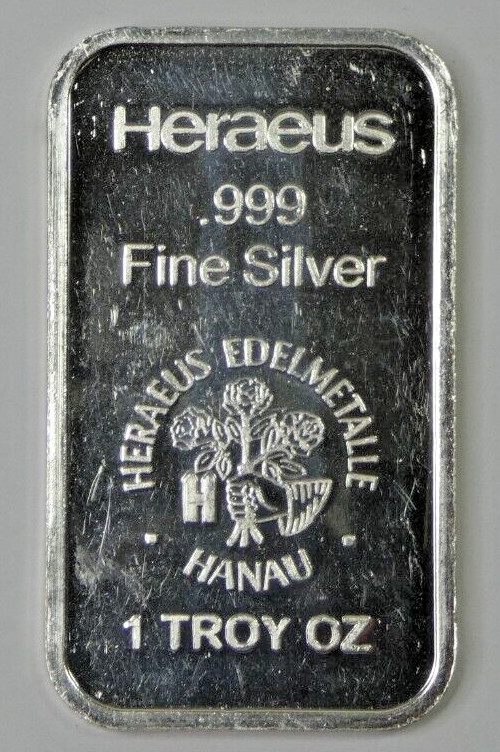 Heraeus
.999
Fine Silver
HERAEUS EDELMETALLE
H
· HANAU ·
1 TROY OZ